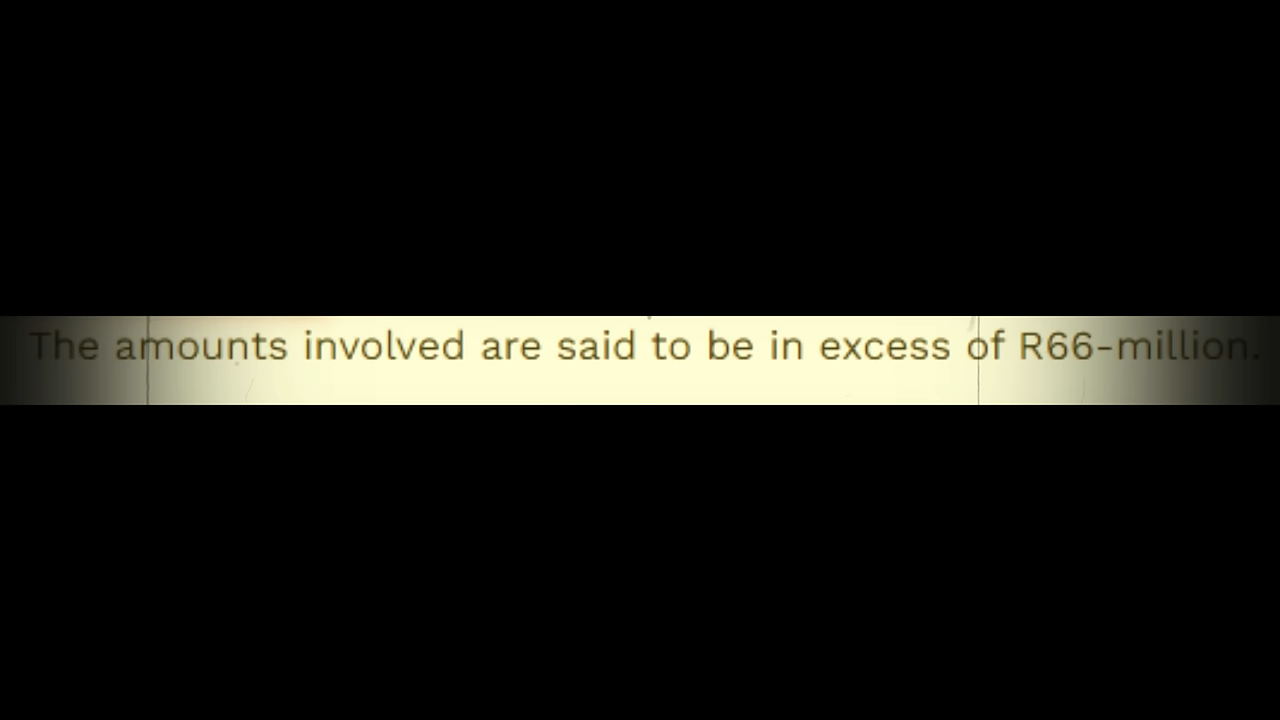 The amounts involved are said to be in excess of R66-million.